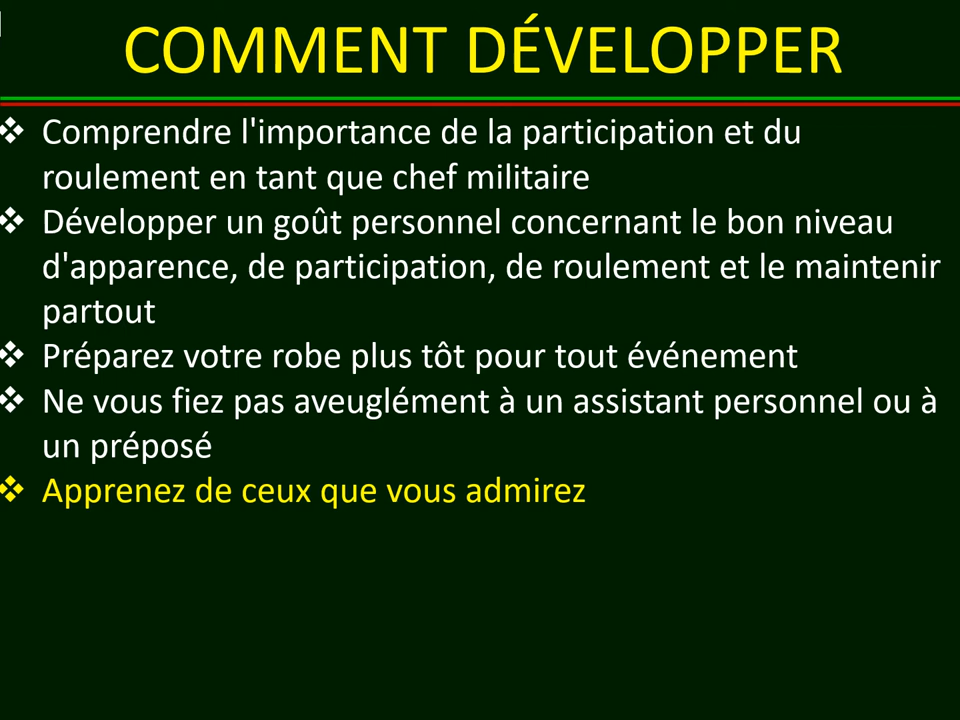 COMMENT DÉVELOPPER
❖ Comprendre l'importance de la participation et du
roulement en tant que chef militaire
❖ Développer un goût personnel concernant le bon niveau
d'apparence, de participation, de roulement et le maintenir
partout
❖ Préparez votre robe plus tôt pour tout événement
❖ Ne vous fiez pas aveuglément à un assistant personnel ou à
un préposé
❖ Apprenez de ceux que vous admirez